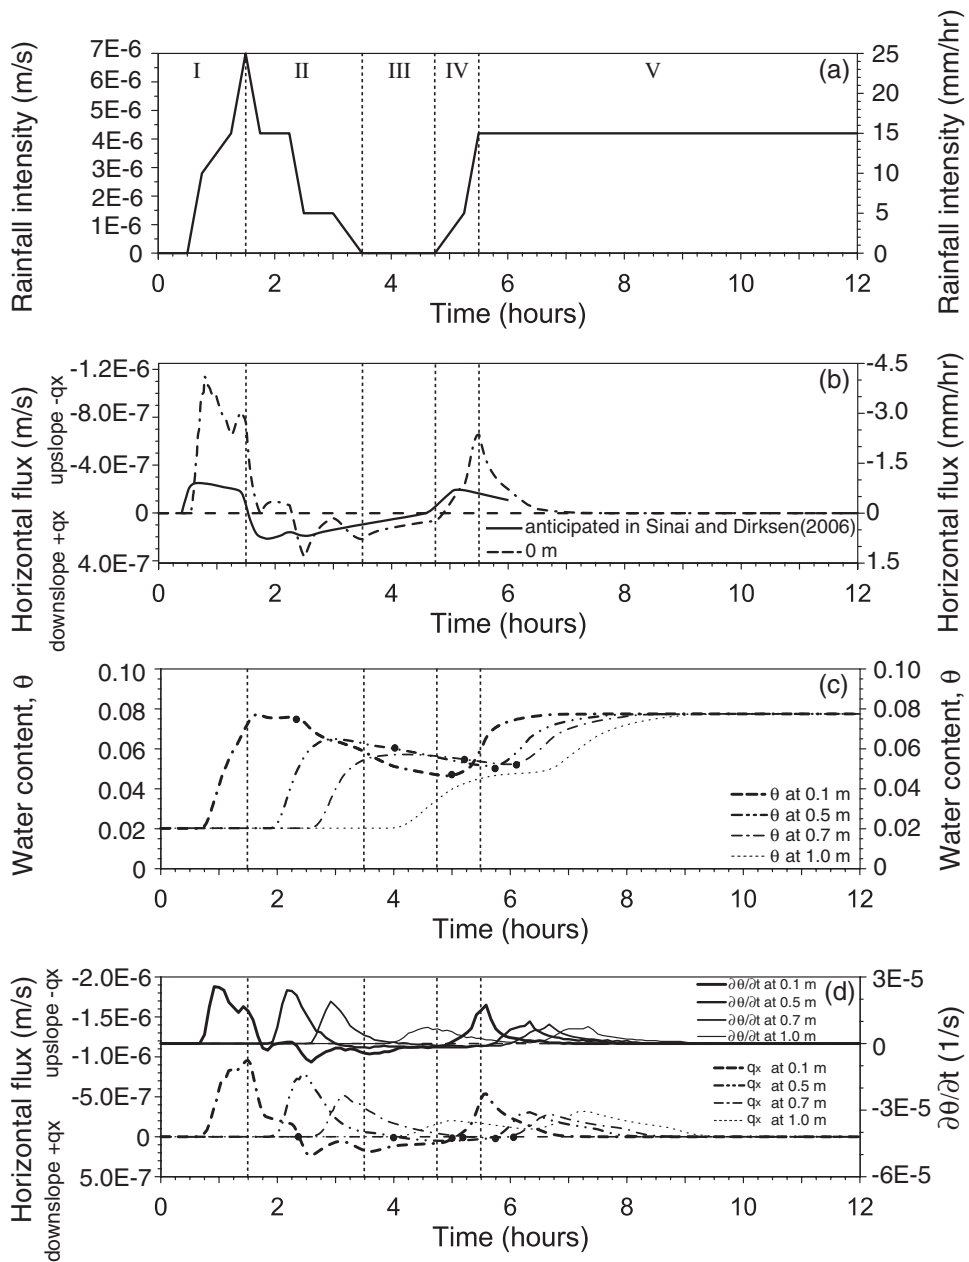 Rainfall intensity (m/s)
7E-6
6E-6
5E-6
4E-6
3E-6
2E-6
1E-6
0
I
II
III
IV
V
(a)
25
20
15
10
5
0
Rainfall intensity (mm/hr)
0 2 4 6 8 10 12
Time (hours)
Horizontal flux (m/s)
downslope +qx upslope -qx
-1.2E-6
-8.0E-7
-4.0E-7
0
4.0E-7
(b)
anticipated in Sinai and Dirksen(2006)
0 m
-4.5
-3.0
-1.5
0
1.5
Horizontal flux (mm/hr)
0 2 4 6 8 10 12
Time (hours)
Water content, θ
0.10
0.08
0.06
0.04
0.02
0
(c)
θ at 0.1 m
θ at 0.5 m
θ at 0.7 m
θ at 1.0 m
0.10
0.08
0.06
0.04
0.02
0
Water content, θ
0 2 4 6 8 10 12
Time (hours)
Horizontal flux (m/s)
downslope +qx upslope -qx
-2.0E-6
-1.5E-6
-1.0E-6
-5.0E-7
0
5.0E-7
(d)
∂θ/∂t at 0.1 m
∂θ/∂t at 0.5 m
∂θ/∂t at 0.7 m
∂θ/∂t at 1.0 m
qx at 0.1 m
qx at 0.5 m
qx at 0.7 m
qx at 1.0 m
3E-5
0
-3E-5
-6E-5
∂θ/∂t (1/s)
0 2 4 6 8 10 12
Time (hours)